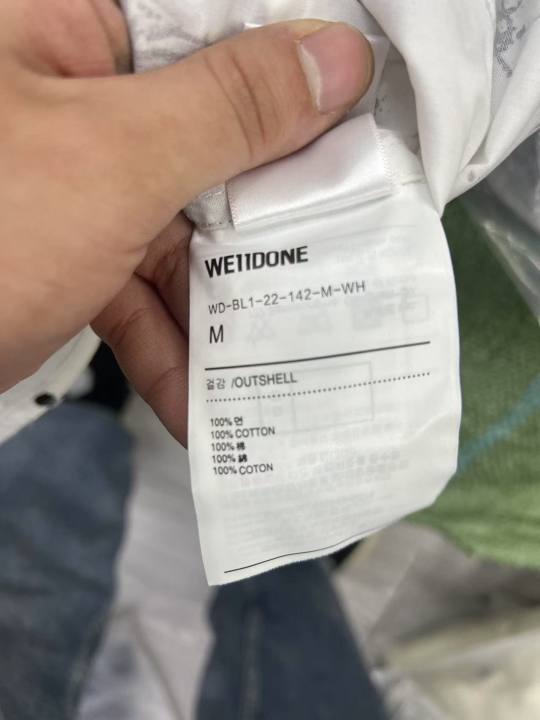 WE11DONE
WD-BL1-22-142-M-WH
M
겉감 /OUTSHELL
100% 면
100% COTTON
100% 棉
100% 綿
100% COTON